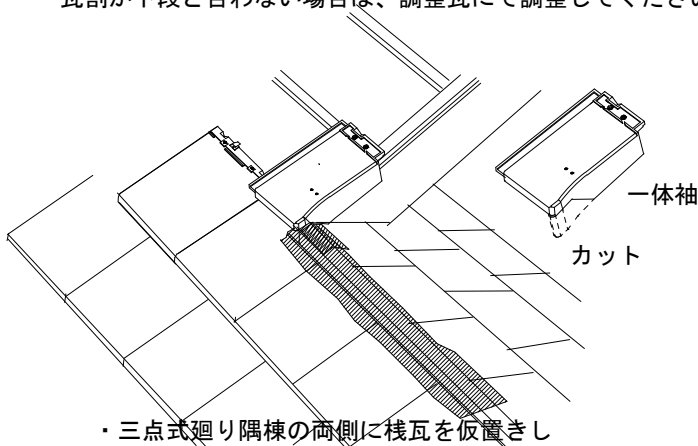 瓦割が下段と合わない場合は、調整瓦にて調整してください
一体袖
カット
・三点式廻り隅棟の両側に桟瓦を仮置きし